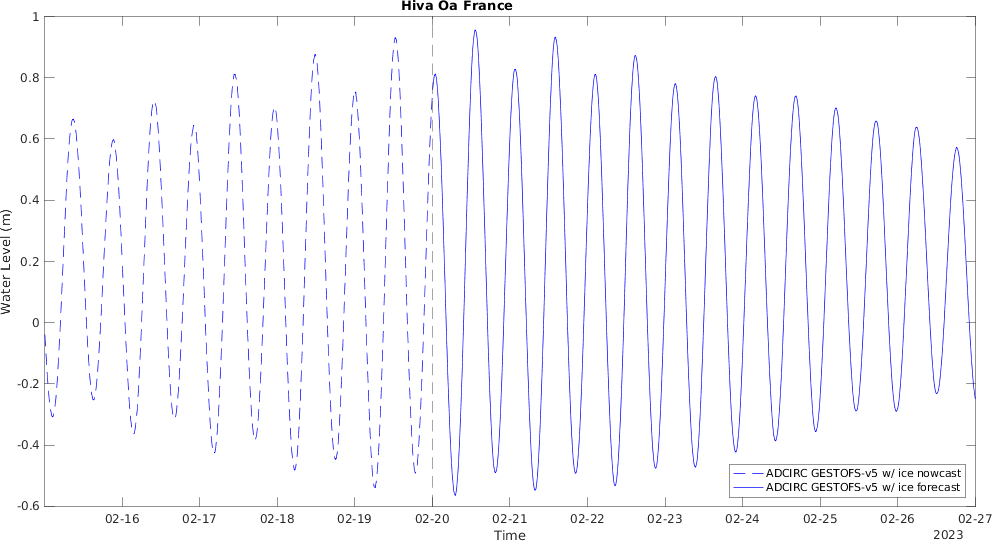 Hiva Oa France
Water Level (m)
1
0.8
0.6
0.4
0.2
0
-0.2
-0.4
-0.6
ADCIRC GESTOFS-v5 w/ ice nowcast
ADCIRC GESTOFS-v5 w/ ice forecast
02-16 02-17 02-18 02-19 02-20 02-21 02-22 02-23 02-24 02-25 02-26 02-27
Time
2023